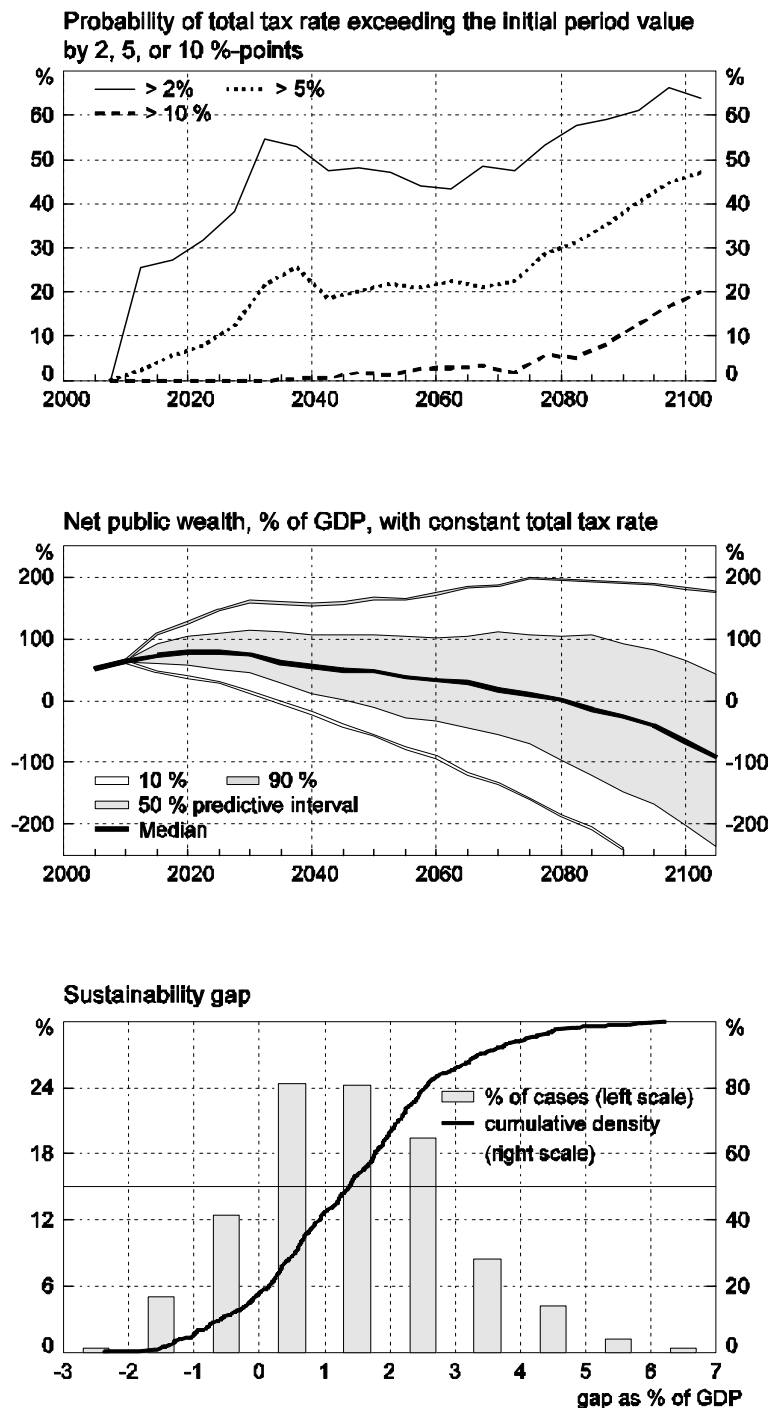 Probability of total tax rate exceeding the initial period value
by 2, 5, or 10 %-points
% %
> 2% > 5%
> 10 %
60 60
50 50
40 40
30 30
20 20
10 10
0 0
2000 2020 2040 2060 2080 2100
Net public wealth, % of GDP, with constant total tax rate
% %
200 200
100 100
0 0
-100 -100
10 % 90 %
50 % predictive interval
-200 -200
Median
2000 2020 2040 2060 2080 2100
Sustainability gap
% %
24 80
% of cases (left scale)
cumulative density
(right scale)
18 60
12 40
6 20
0 0
-3 -2 -1 0 1 2 3 4 5 6 7
gap as % of GDP